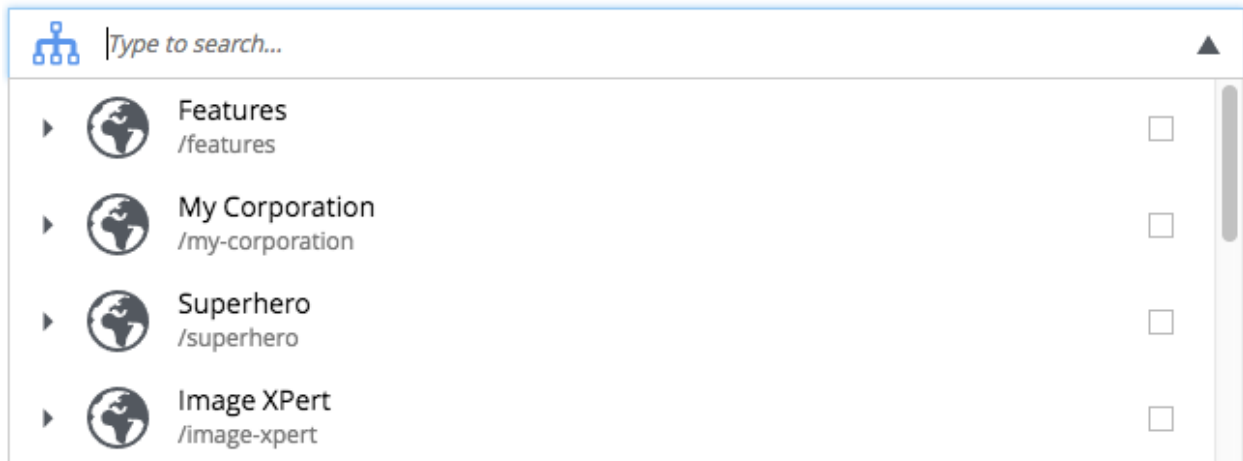 Type to search...
Features
/features
My Corporation
/my-corporation
Superhero
/superhero
Image XPert
/image-xpert